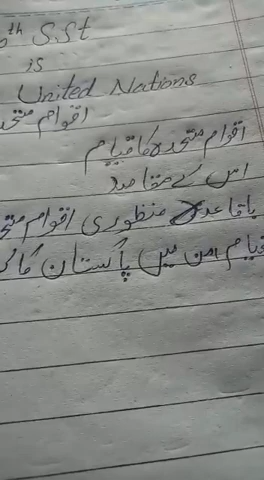 th S.St
is
United Nations
اقوام متحدہ
اقوام متحدہ کا قیام
اس کے مقاصد
باقاعدہ منظوری اقوام
قیام امن میں پاکستان کا